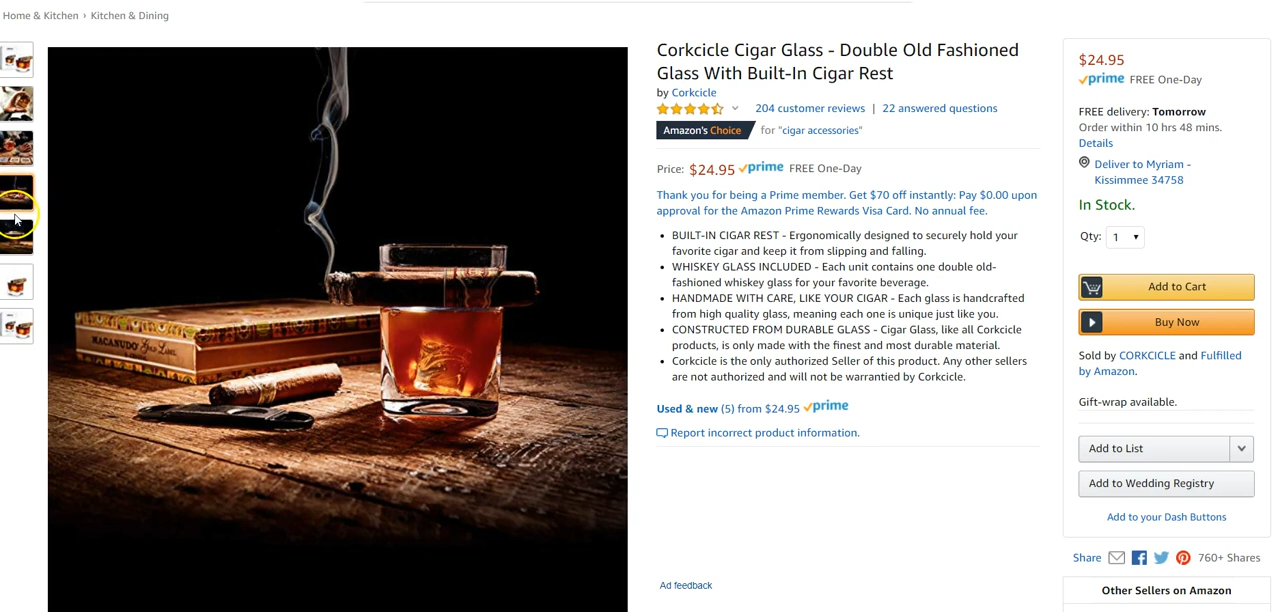 Home & Kitchen › Kitchen & Dining
MACANUDO Gold Label
Corkcicle Cigar Glass - Double Old Fashioned
Glass With Built-In Cigar Rest
by Corkcicle
204 customer reviews | 22 answered questions
Amazon's Choice for "cigar accessories"
Price: $24.95 prime FREE One-Day
Thank you for being a Prime member. Get $70 off instantly: Pay $0.00 upon
approval for the Amazon Prime Rewards Visa Card. No annual fee.
• BUILT-IN CIGAR REST - Ergonomically designed to securely hold your
favorite cigar and keep it from slipping and falling.
• WHISKEY GLASS INCLUDED - Each unit contains one double old-
fashioned whiskey glass for your favorite beverage.
• HANDMADE WITH CARE, LIKE YOUR CIGAR - Each glass is handcrafted
from high quality glass, meaning each one is unique just like you.
• CONSTRUCTED FROM DURABLE GLASS - Cigar Glass, like all Corkcicle
products, is only made with the finest and most durable material.
• Corkcicle is the only authorized Seller of this product. Any other sellers
are not authorized and will not be warrantied by Corkcicle.
Used & new (5) from $24.95 prime
Report incorrect product information.
Ad feedback
$24.95
prime FREE One-Day
FREE delivery: Tomorrow
Order within 10 hrs 48 mins.
Details
Deliver to Myriam -
Kissimmee 34758
In Stock.
Qty: 1
Add to Cart
Buy Now
Sold by CORKCICLE and Fulfilled
by Amazon.
Gift-wrap available.
Add to List
Add to Wedding Registry
Add to your Dash Buttons
Share 760+ Shares
Other Sellers on Amazon